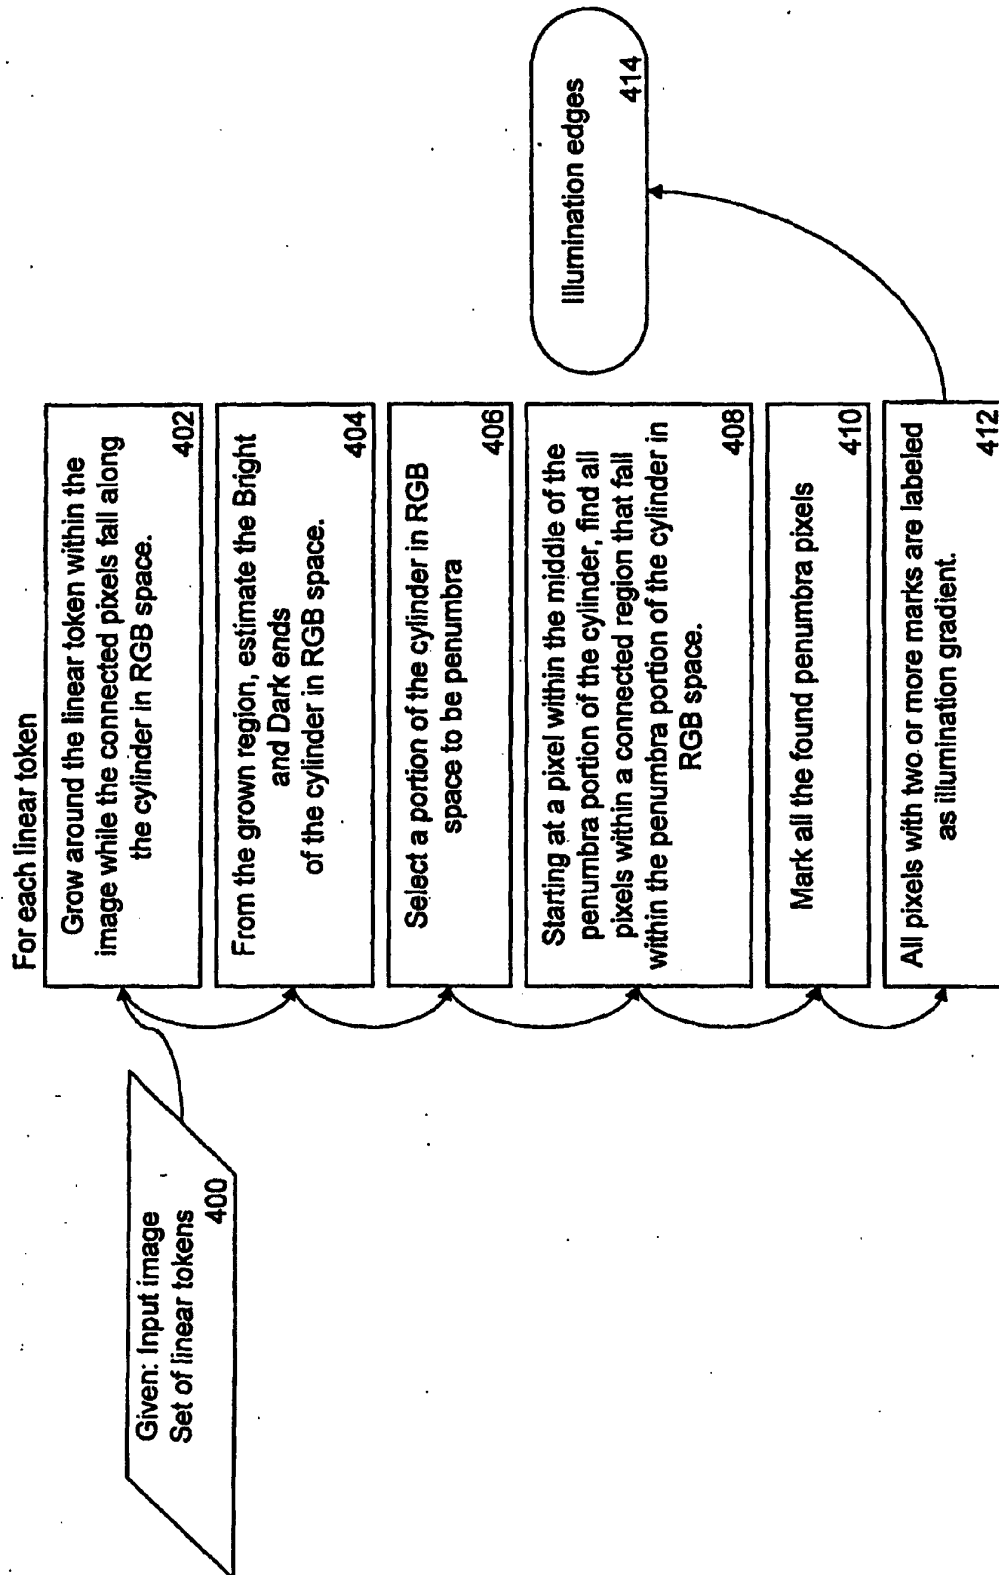 Given: Input image
Set of linear tokens
400
For each linear token
Grow around the linear token within the
image while the connected pixels fall along
the cylinder in RGB space.
402
From the grown region, estimate the Bright
and Dark ends
of the cylinder in RGB space.
404
Select a portion of the cylinder in RGB
space to be penumbra
406
Starting at a pixel within the middle of the
penumbra portion of the cylinder, find all
pixels within a connected region that fall
within the penumbra portion of the cylinder in
RGB space.
408
Mark all the found penumbra pixels
410
All pixels with two or more marks are labeled
as illumination gradient.
412
Illumination edges
414